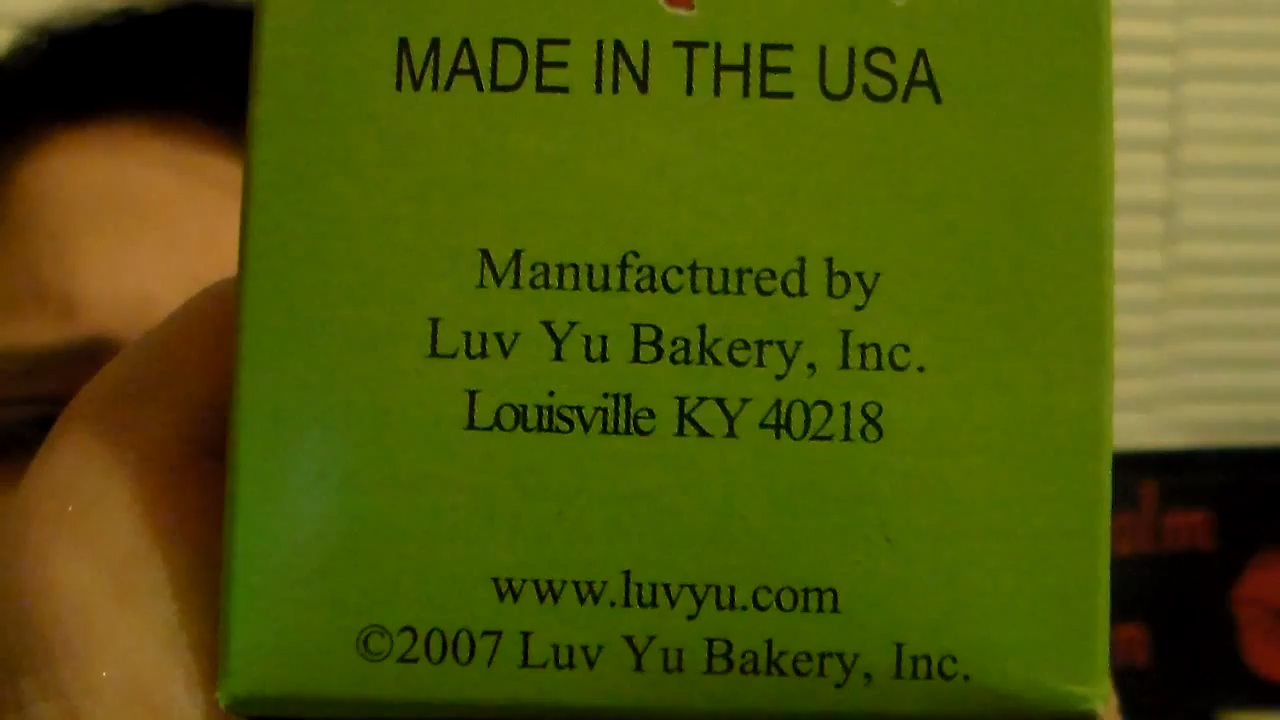 MADE IN THE USA
Manufactured by
Luv Yu Bakery, Inc.
Louisville KY 40218
www.luvyu.com
©2007 Luv Yu Bakery, Inc.